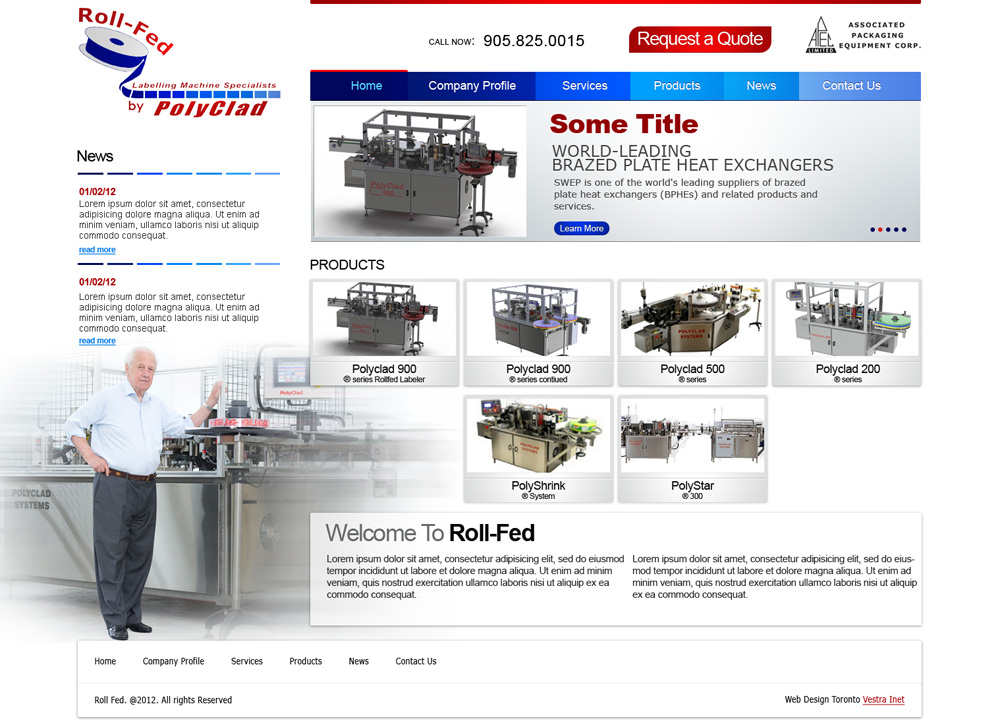 Roll-Fed
Labelling Machine Specialists
by PolyClad
CALL NOW: 905.825.0015
Request a Quote
AEL
LIMITED
ASSOCIATED
PACKAGING
EQUIPMENT CORP.
Home
Company Profile
Services
Products
News
Contact Us
News
01/02/12
Lorem ipsum dolor sit amet, consectetur
adipisicing dolore magna aliqua. Ut enim ad
minim veniam, ullamco laboris nisi ut aliquip
commodo consequat.
read more
01/02/12
Lorem ipsum dolor sit amet, consectetur
adipisicing dolore magna aliqua. Ut enim ad
minim veniam, ullamco laboris nisi ut aliquip
commodo consequat.
read more
PolyClad
POLYCLAD
SYSTEMS
PolyClad
900
Some Title
WORLD-LEADING
BRAZED PLATE HEAT EXCHANGERS
SWEP is one of the world's leading suppliers of brazed
plate heat exchangers (BPHEs) and related products and
services.
Learn More
PRODUCTS
Polyclad 900
® series Rollfed Labeler
Polyclad 900
® series contiued
POLYCLAD
SYSTEMS
Polyclad 500
® series
Polyclad 200
® series
PolyShrink
® System
PolyStar
® 300
Welcome To Roll-Fed
Lorem ipsum dolor sit amet, consectetur adipisicing elit, sed do eiusmod
tempor incididunt ut labore et dolore magna aliqua. Ut enim ad minim
veniam, quis nostrud exercitation ullamco laboris nisi ut aliquip ex ea
commodo consequat.
Lorem ipsum dolor sit amet, consectetur adipisicing elit, sed do eius-
mod tempor incididunt ut labore et dolore magna aliqua. Ut enim ad
minim veniam, quis nostrud exercitation ullamco laboris nisi ut aliquip
ex ea commodo consequat.
Home
Company Profile
Services
Products
News
Contact Us
Roll Fed. @2012. All rights Reserved
Web Design Toronto Vestra Inet